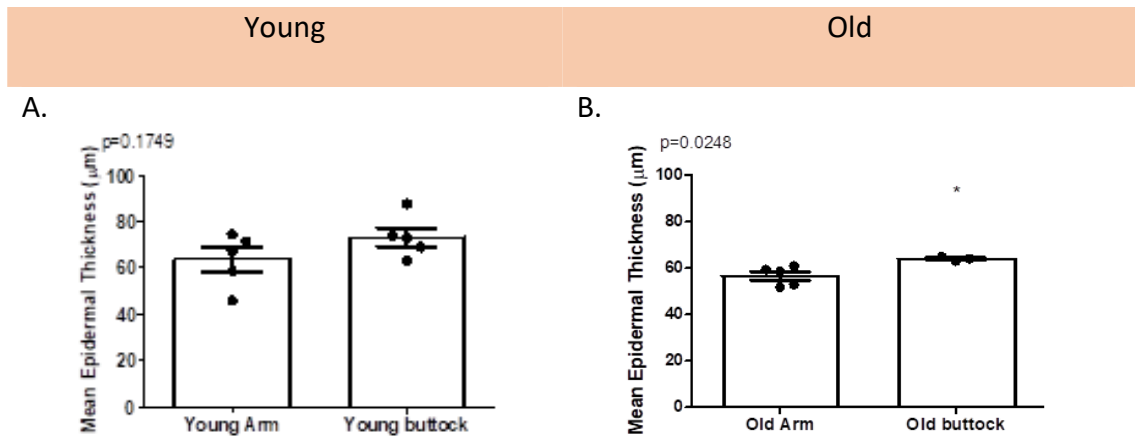 Young
Old
A.
p=0.1749
Mean Epidermal Thickness (μm)
100
80
60
40
20
0
Young Arm
Young buttock
B.
p=0.0248
Mean Epidermal Thickness (μm)
100
80
60
40
20
0
*
Old Arm
Old buttock